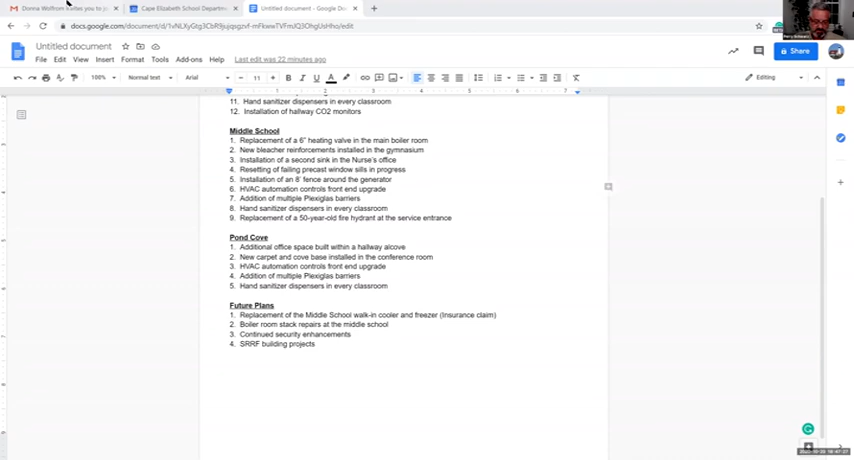 Donna Wolfrom invites you to jo
Cape Elizabeth School Departm
Untitled document - Google Doc
docs.google.com/document/d/
Untitled document
File Edit View Insert Format Tools Add-ons Help
Last edit was 22 minutes ago
Share
100%
Normal text
Arial
11
Editing
11. Hand sanitizer dispensers in every classroom
12. Installation of hallway CO2 monitors
Middle School
1. Replacement of a 6" heating valve in the main boiler room
2. New bleacher reinforcements installed in the gymnasium
3. Installation of a second sink in the Nurse's office
4. Resetting of failing precast window sills in progress
5. Installation of an 8' fence around the generator
6. HVAC automation controls front end upgrade
7. Addition of multiple Plexiglas barriers
8. Hand sanitizer dispensers in every classroom
9. Replacement of a 50-year-old fire hydrant at the service entrance
Pond Cove
1. Additional office space built within a hallway alcove
2. New carpet and cove base installed in the conference room
3. HVAC automation controls front end upgrade
4. Addition of multiple Plexiglas barriers
5. Hand sanitizer dispensers in every classroom
Future Plans
1. Replacement of the Middle School walk-in cooler and freezer (Insurance claim)
2. Boiler room stack repairs at the middle school
3. Continued security enhancements
4. SRRF building projects